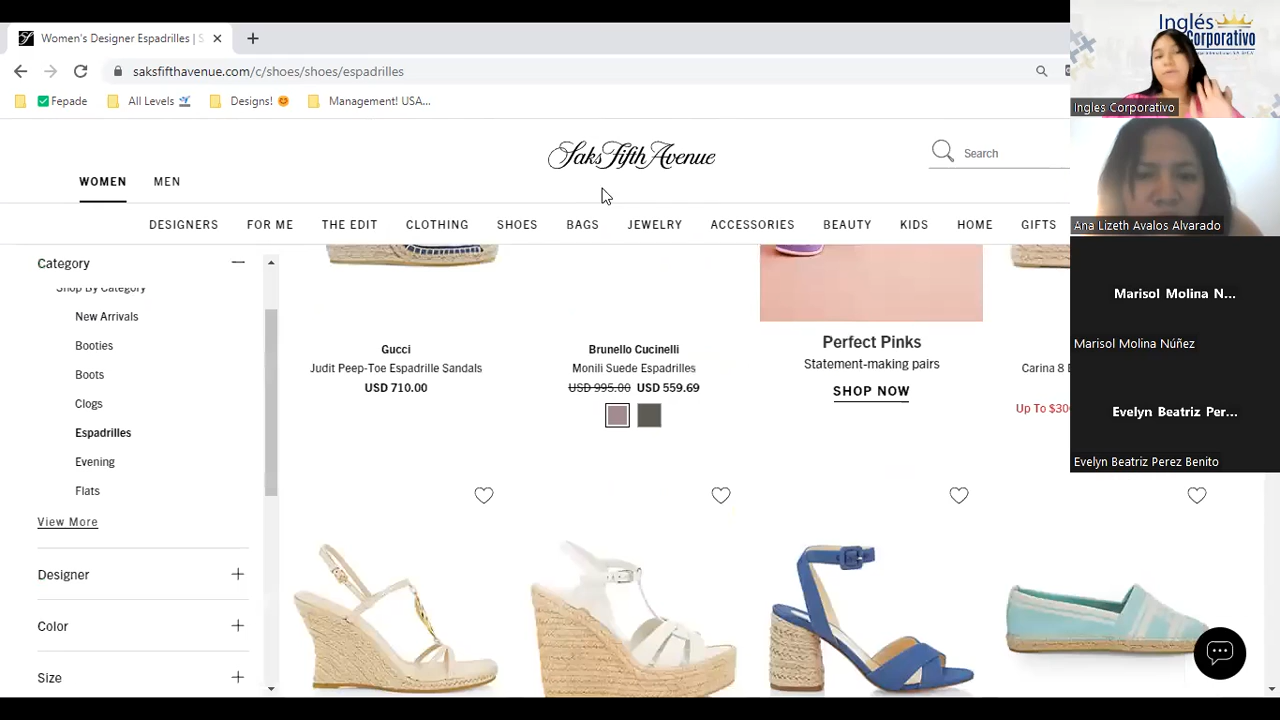 Women's Designer Espadrilles | S
saksfifthavenue.com/c/shoes/shoes/espadrilles
Fepade
All Levels
Designs!
Management! USA...
Saks Fifth Avenue
Search
WOMEN
MEN
DESIGNERS
FOR ME
THE EDIT
CLOTHING
SHOES
BAGS
JEWELRY
ACCESSORIES
BEAUTY
KIDS
HOME
GIFTS
Category
Shop By Category
New Arrivals
Booties
Boots
Clogs
Espadrilles
Evening
Flats
View More
Designer
Color
Size
Gucci
Judit Peep-Toe Espadrille Sandals
USD 710.00
Brunello Cucinelli
Monili Suede Espadrilles
USD 995.00 USD 559.69
Perfect Pinks
Statement-making pairs
SHOP NOW
Carina 8
Up To $30
Inglés
Corporativo
Ingles Corporativo
Ana Lizeth Avalos Alvarado
Marisol Molina N...
Marisol Molina Núñez
Evelyn Beatriz Per...
Evelyn Beatriz Perez Benito